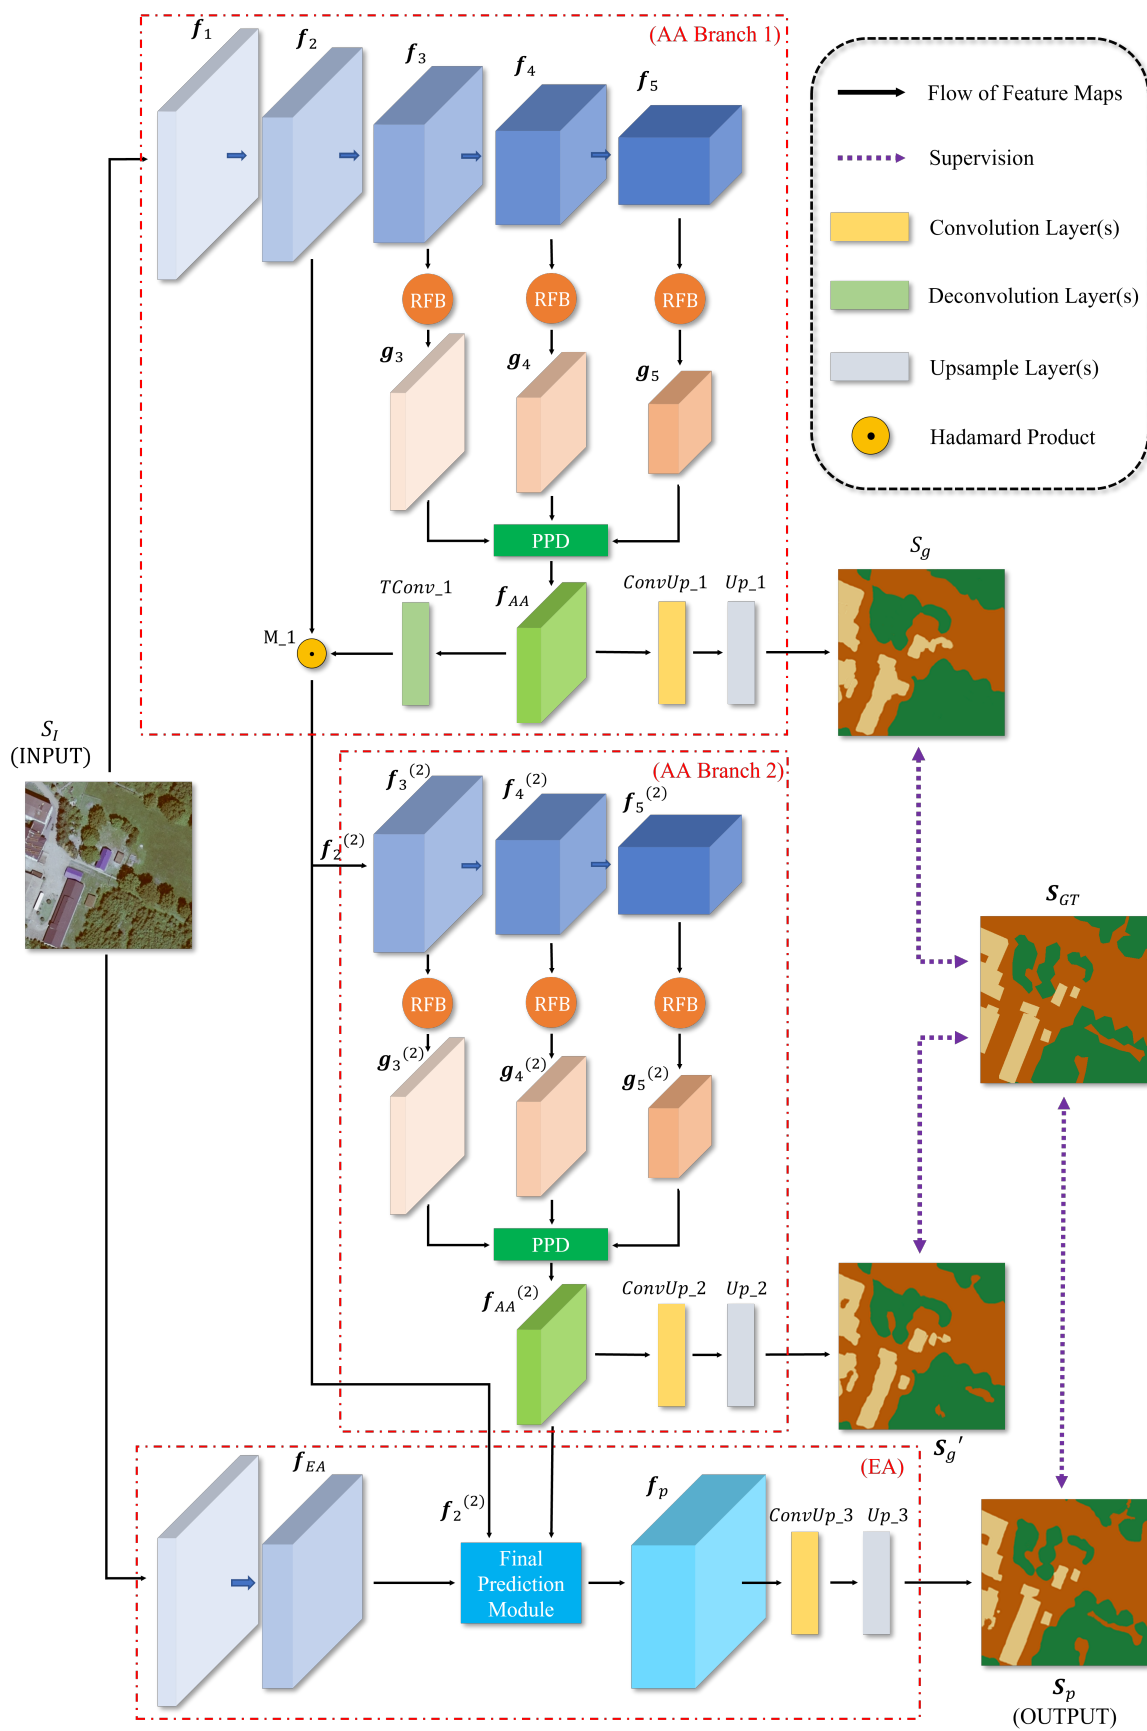 (AA Branch 1)
f1
f2
f3
f4
f5
RFB
RFB
RFB
g3
g4
g5
PPD
TConv_1
fAA
ConvUp_1
Up_1
M_1
Flow of Feature Maps
Supervision
Convolution Layer(s)
Deconvolution Layer(s)
Upsample Layer(s)
Hadamard Product
Sg
SI
(INPUT)
(AA Branch 2)
f2(2)
f3(2)
f4(2)
f5(2)
RFB
RFB
RFB
g3(2)
g4(2)
g5(2)
PPD
fAA(2)
ConvUp_2
Up_2
SGT
Sg'
(EA)
fEA
f2(2)
Final
Prediction
Module
fp
ConvUp_3
Up_3
Sp
(OUTPUT)